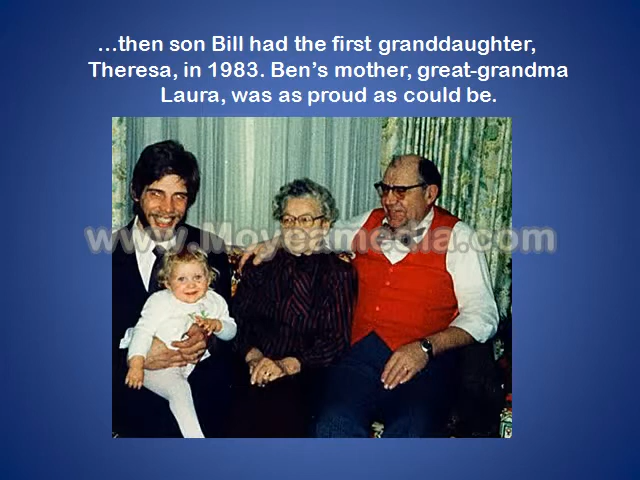 ...then son Bill had the first granddaughter,
Theresa, in 1983. Ben’s mother, great-grandma
Laura, was as proud as could be.
www.Moyeamedia.com